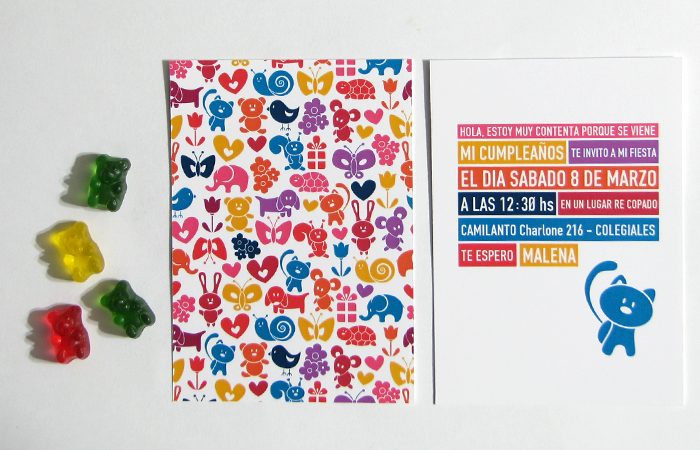 HOLA, ESTOY MUY CONTENTA PORQUE SE VIENE
MI CUMPLEAÑOS TE INVITO A MI FIESTA
EL DIA SABADO 8 DE MARZO
A LAS 12:30 hs EN UN LUGAR RE COPADO
CAMILANTO Charlone 216 - COLEGIALES
TE ESPERO MALENA